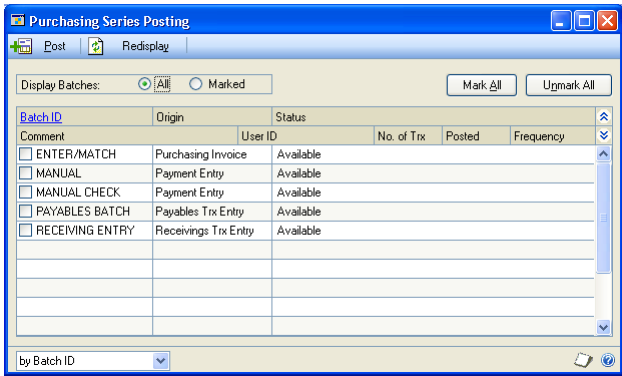 Purchasing Series Posting
Post Redisplay
Display Batches: All Marked Mark All Unmark All
Batch ID Origin Status
Comment User ID No. of Trx Posted Frequency
ENTER/MATCH Purchasing Invoice Available
MANUAL Payment Entry Available
MANUAL CHECK Payment Entry Available
PAYABLES BATCH Payables Trx Entry Available
RECEIVING ENTRY Receivings Trx Entry Available
by Batch ID